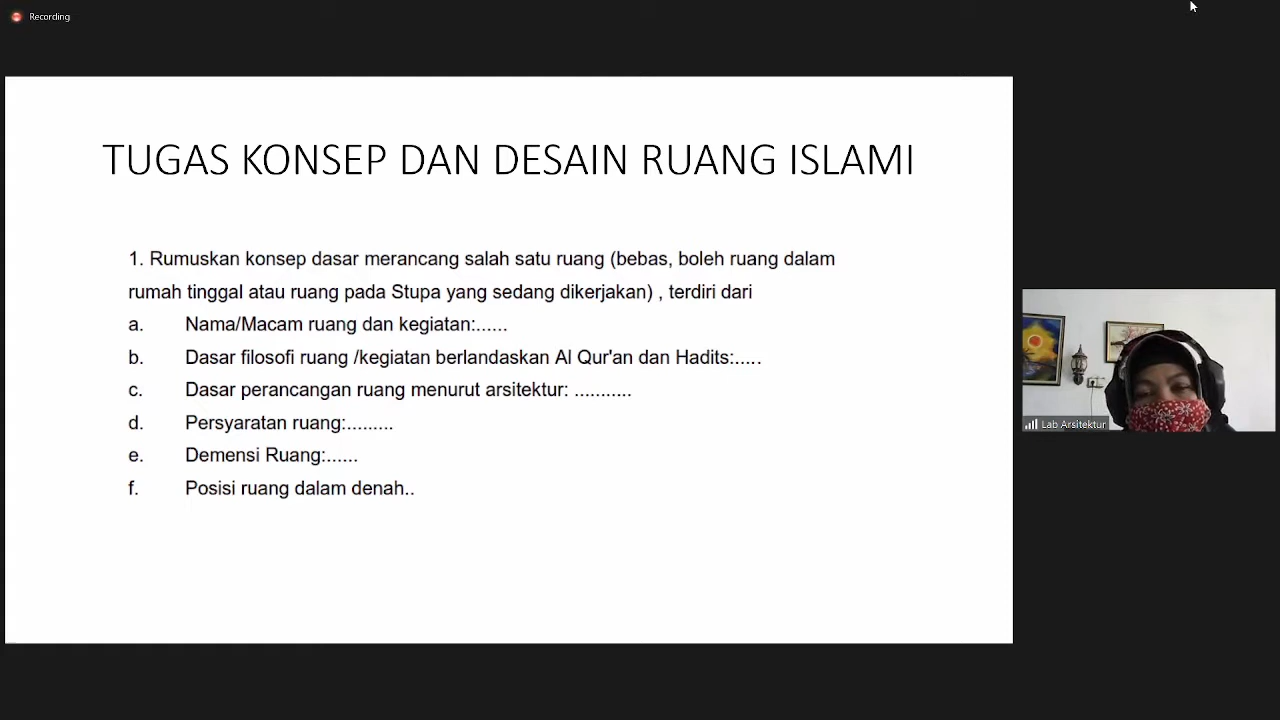 Recording
TUGAS KONSEP DAN DESAIN RUANG ISLAMI
1. Rumuskan konsep dasar merancang salah satu ruang (bebas, boleh ruang dalam
rumah tinggal atau ruang pada Stupa yang sedang dikerjakan) , terdiri dari
a. Nama/Macam ruang dan kegiatan:......
b. Dasar filosofi ruang /kegiatan berlandaskan Al Qur'an dan Hadits:.....
c. Dasar perancangan ruang menurut arsitektur: ...........
d. Persyaratan ruang:.........
e. Demensi Ruang:......
f. Posisi ruang dalam denah..
Lab Arsitektur